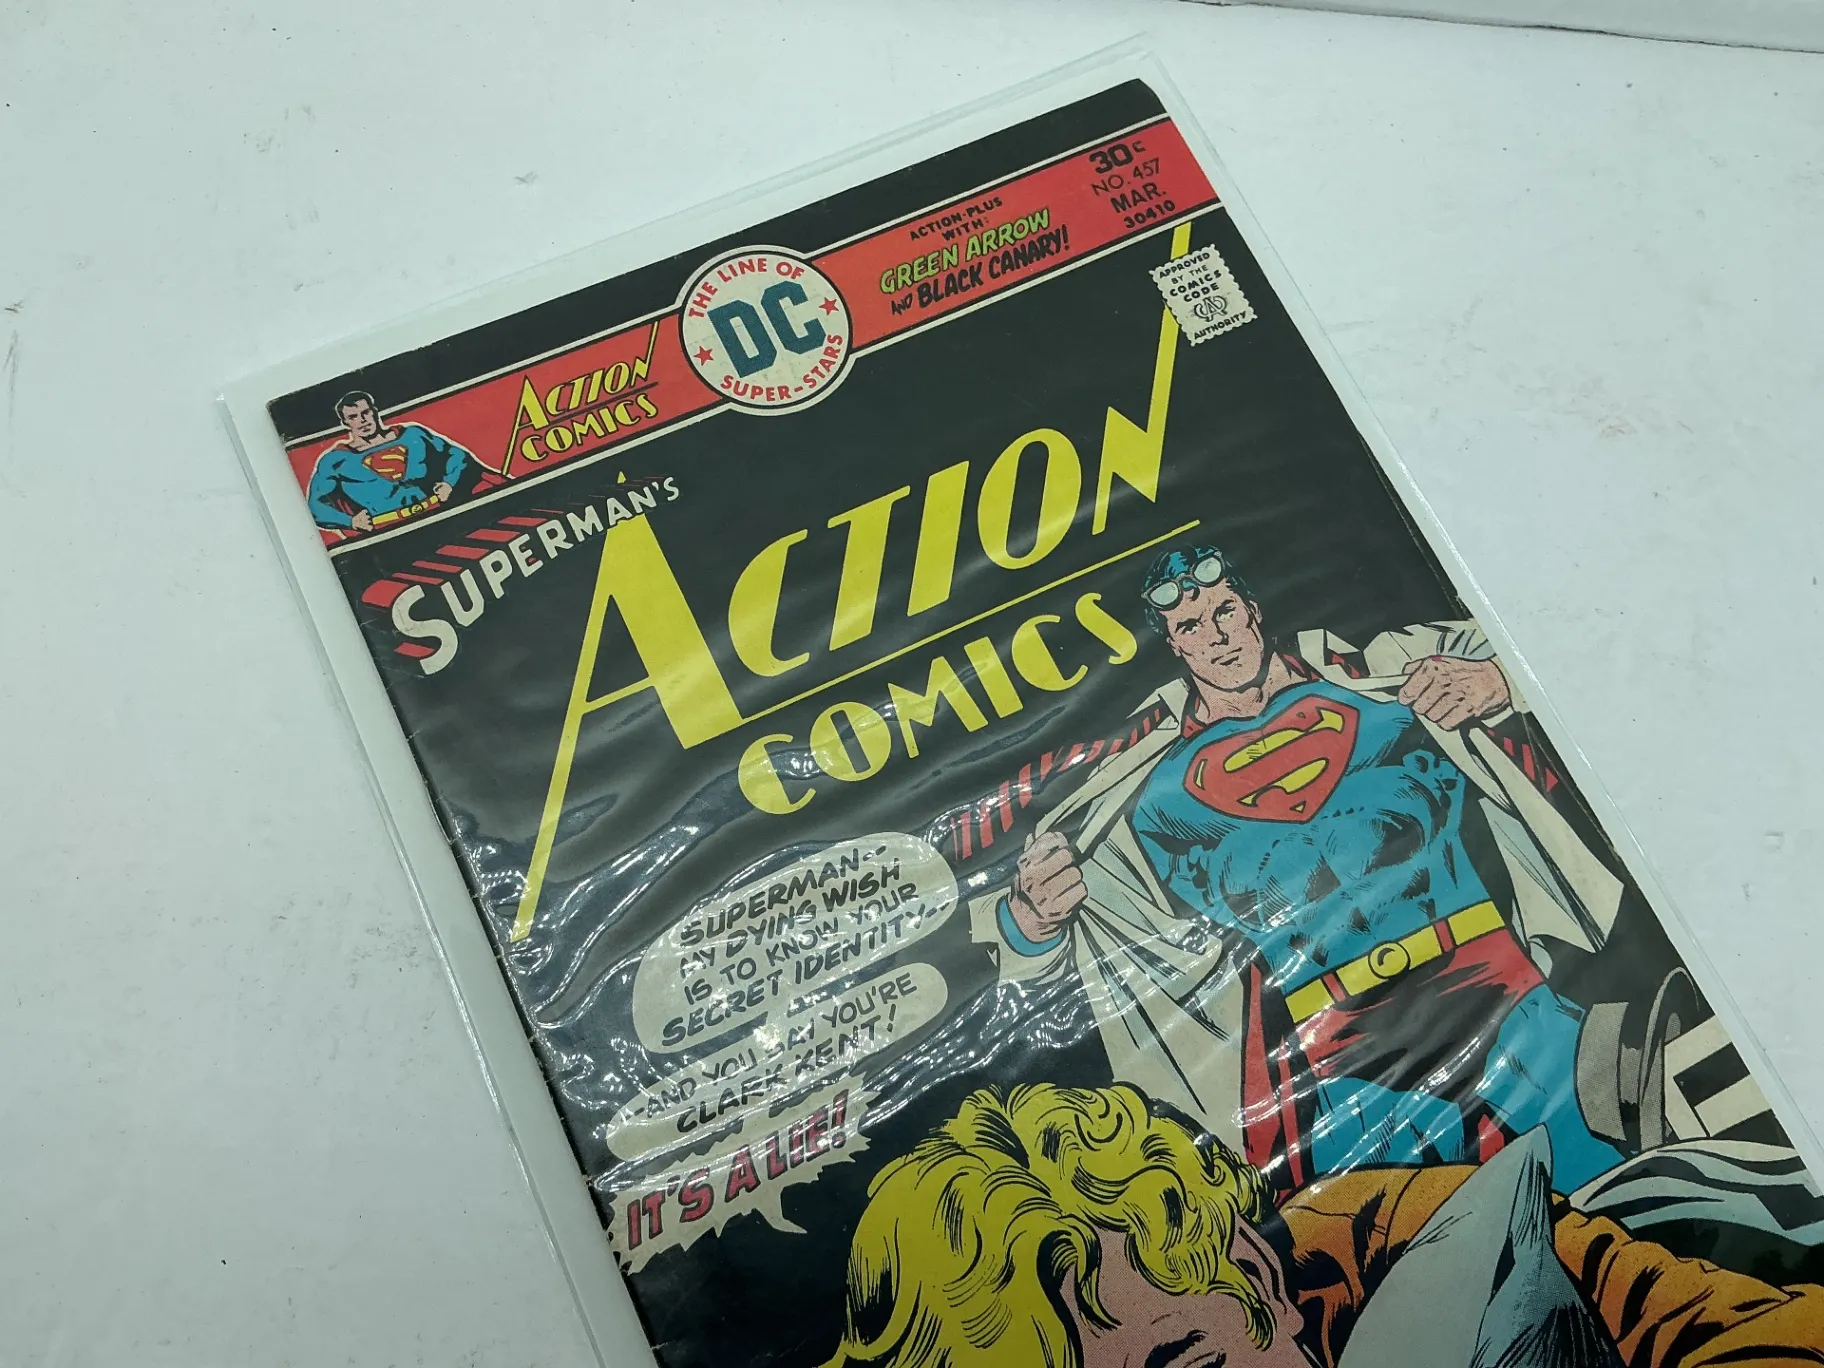 30¢
NO. 457
MAR.
30410
ACTION-PLUS
WITH:
GREEN ARROW
AND BLACK CANARY!
THE LINE OF
DC
SUPER-STARS
ACTION
COMICS
APPROVED
BY THE
COMICS
CODE
CA
AUTHORITY
SUPERMAN'S
ACTION
COMICS
S
SUPERMAN--
MY DYING WISH
IS TO KNOW YOUR
SECRET IDENTITY--
--AND YOU SAY YOU'RE
CLARK KENT!
IT'S A LIE!